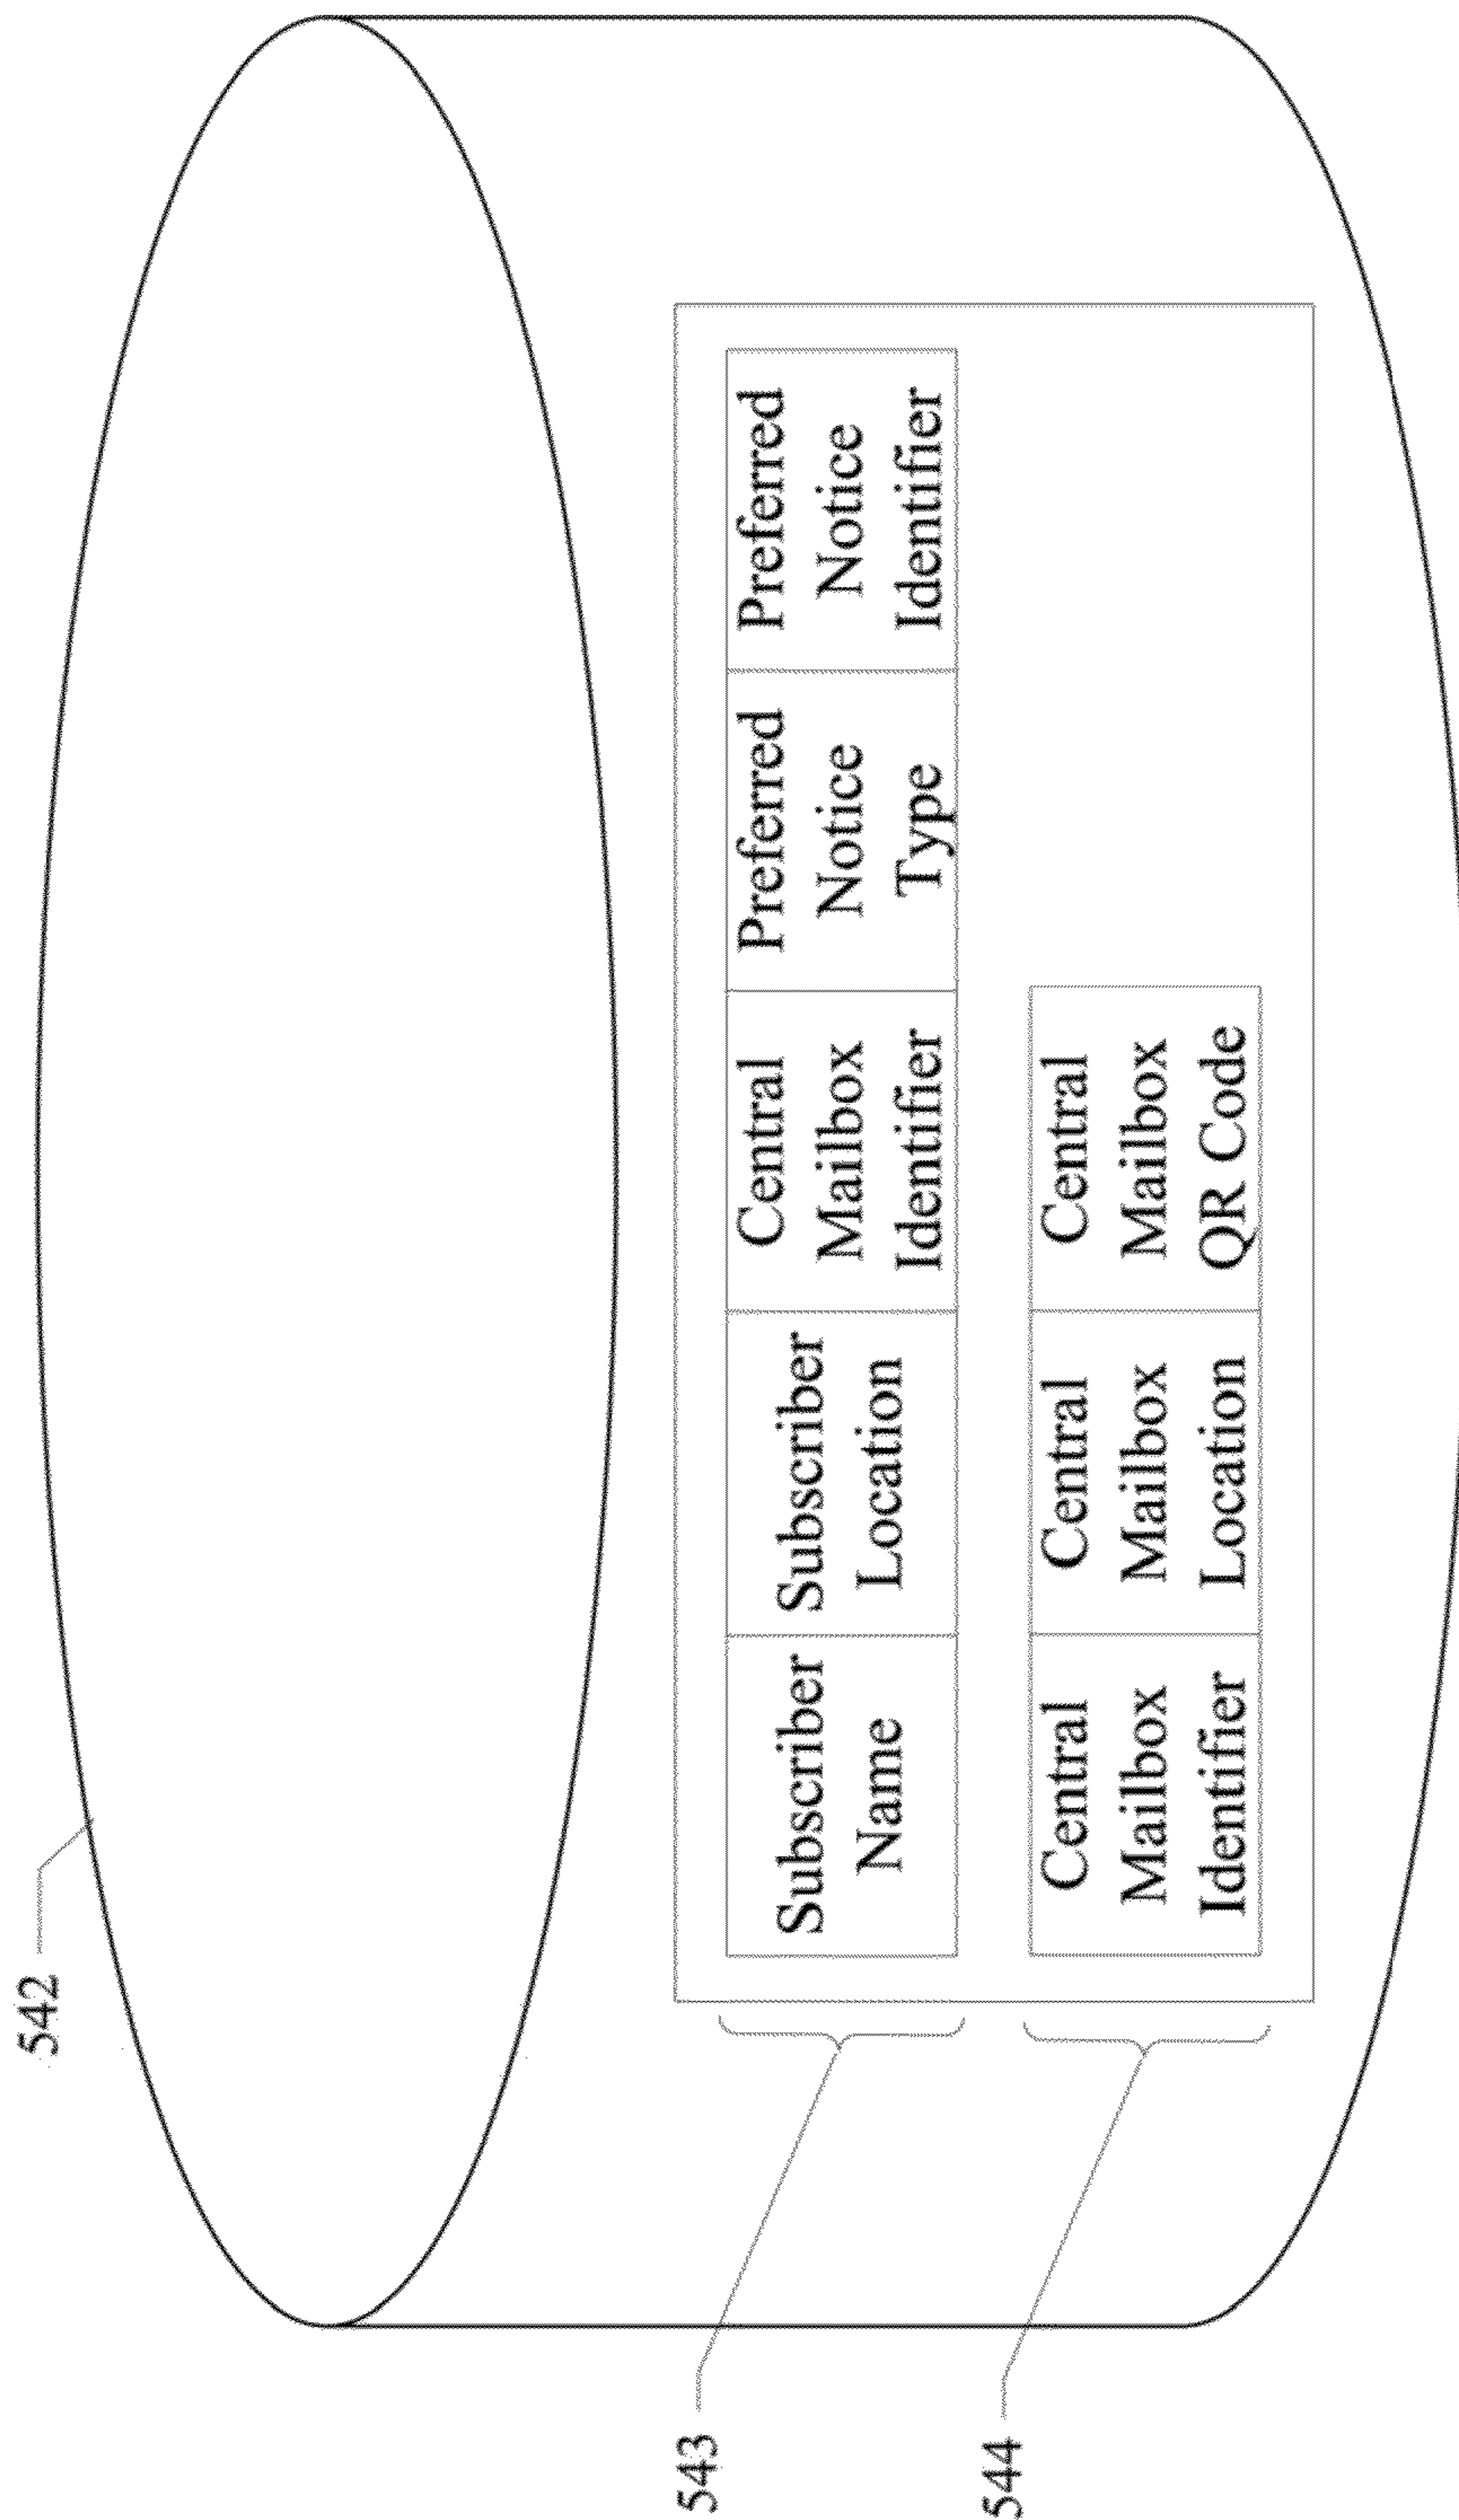 542
543
Subscriber
Name
Subscriber
Location
Central
Mailbox
Identifier
Preferred
Notice
Type
Preferred
Notice
Identifier
544
Central
Mailbox
Identifier
Central
Mailbox
Location
Central
Mailbox
QR Code